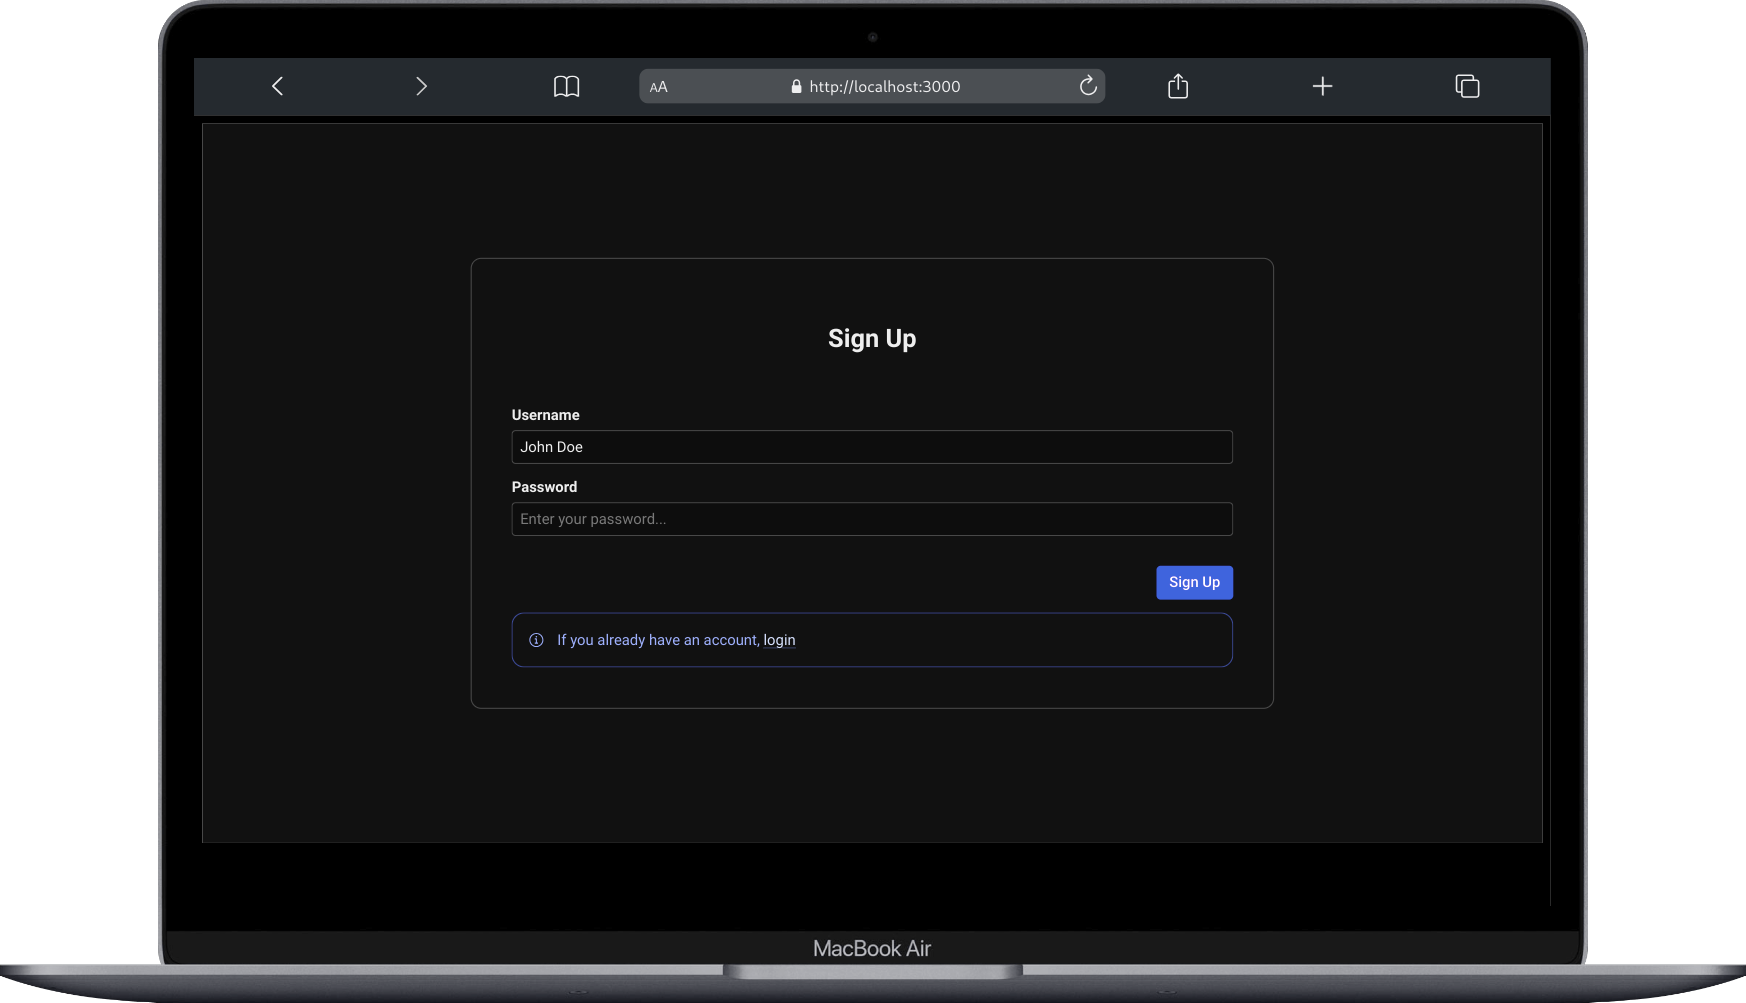 AA http://localhost:3000
Sign Up
Username
John Doe
Password
Enter your password...
Sign Up
If you already have an account, login
MacBook Air